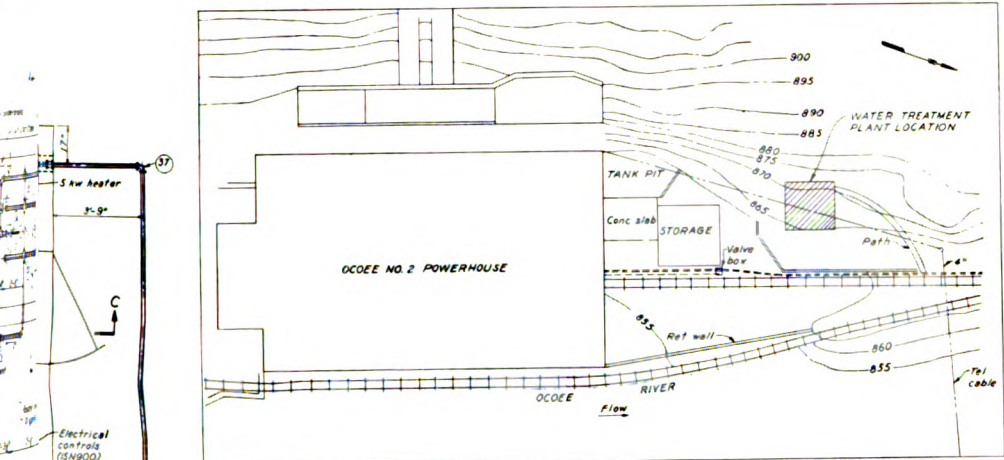 17"
37
5 kw heater
3'-9"
C
Electrical
controls
(15N900)
900
895
890
885
880
875
870
865
WATER TREATMENT
PLANT LOCATION
TANK PIT
Conc slab
STORAGE
Valve
box
Path
4"
OCOEE NO. 2 POWERHOUSE
855
Ret wall
860
855
OCOEE RIVER
Flow
Tel
cable